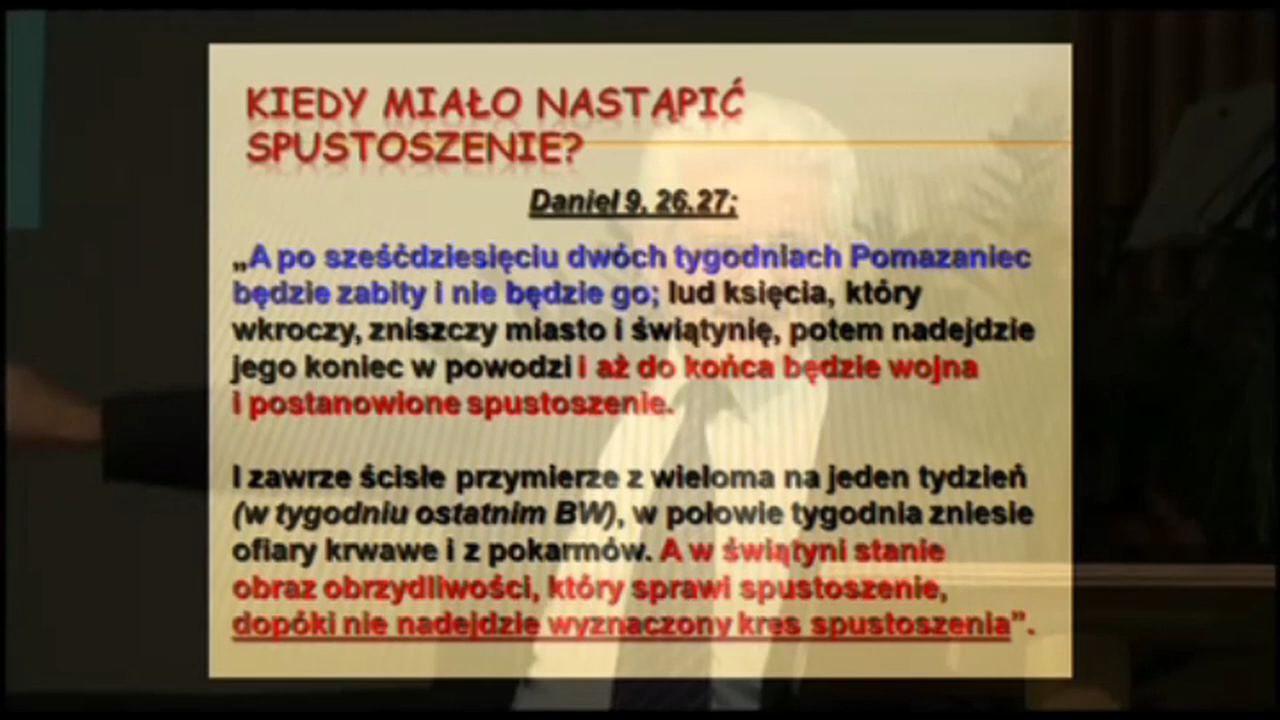 KIEDY MIAŁO NASTĄPIĆ
SPUSTOSZENIE?
Daniel 9, 26.27;
„A po sześćdziesięciu dwóch tygodniach Pomazaniec
będzie zabity i nie będzie go; lud księcia, który
wkroczy, zniszczy miasto i świątynię, potem nadejdzie
jego koniec w powodzi i aż do końca będzie wojna
i postanowione spustoszenie.
I zawrze ścisłe przymierze z wieloma na jeden tydzień
(w tygodniu ostatnim BW), w połowie tygodnia zniesie
ofiary krwawe i z pokarmów. A w świątyni stanie
obraz obrzydliwości, który sprawi spustoszenie,
dopóki nie nadejdzie wyznaczony kres spustoszenia”.